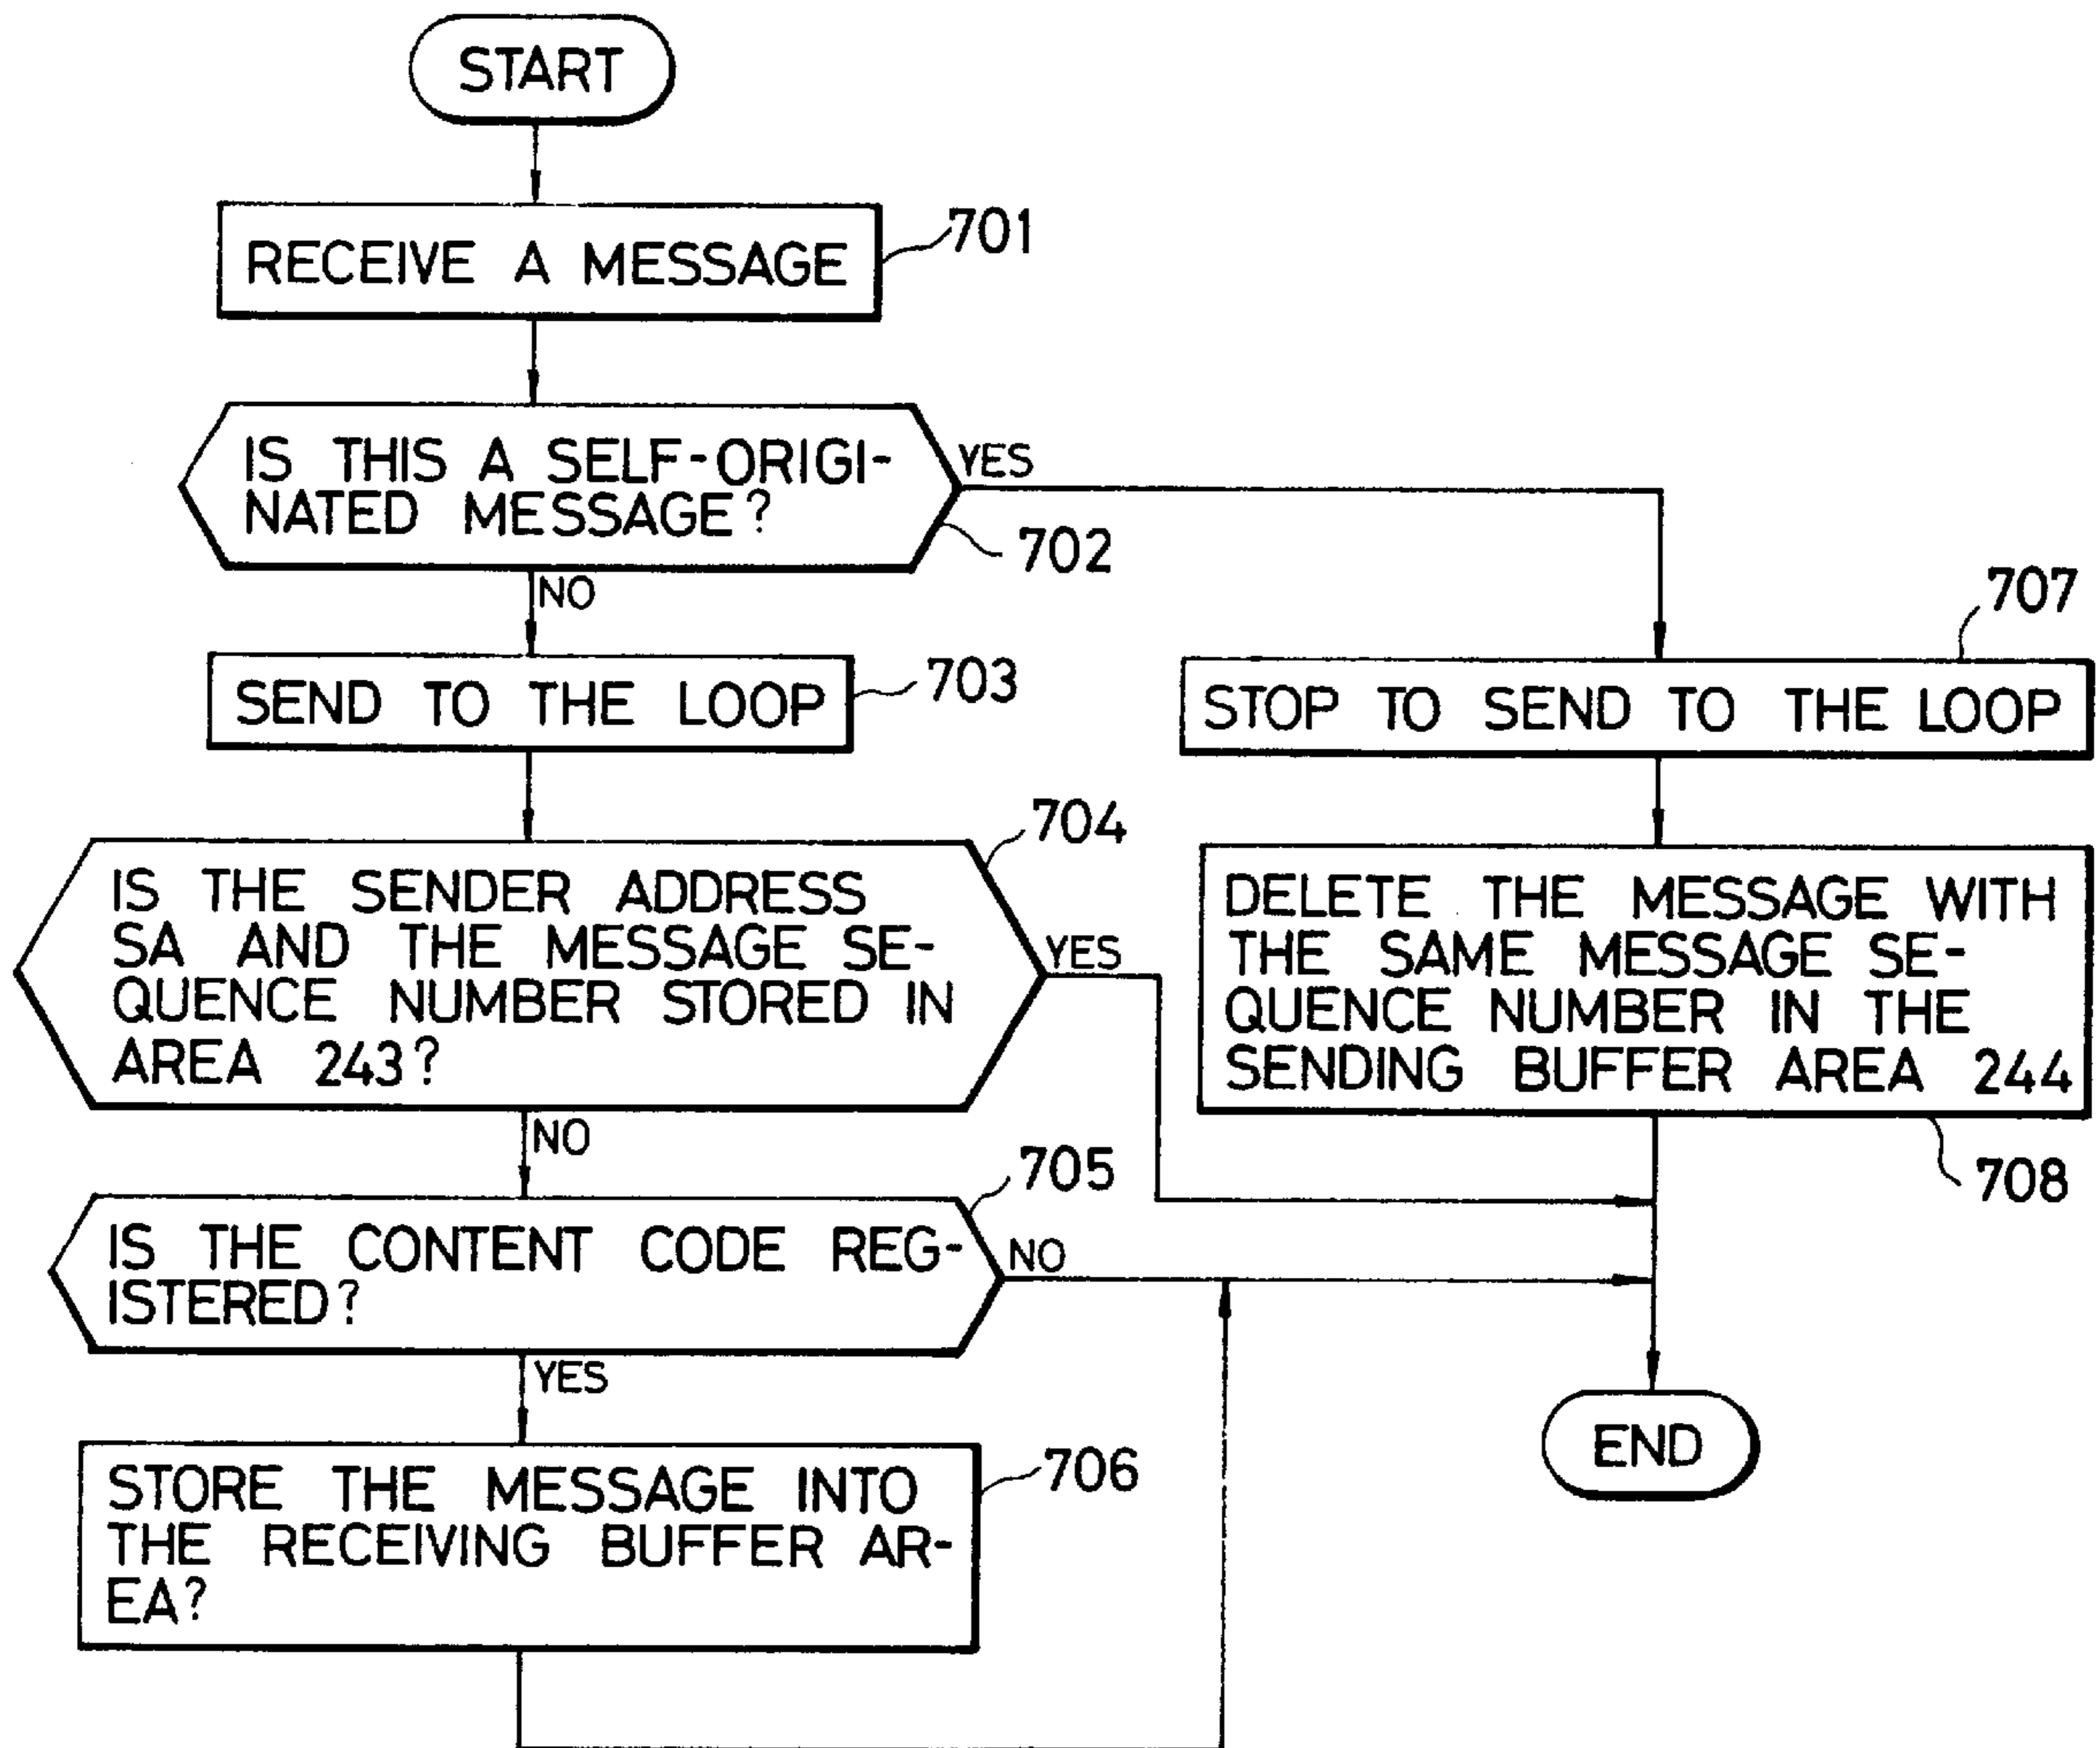 START
RECEIVE A MESSAGE
701
IS THIS A SELF-ORIGI-
NATED MESSAGE?
YES
702
NO
SEND TO THE LOOP
703
707
STOP TO SEND TO THE LOOP
704
IS THE SENDER ADDRESS
SA AND THE MESSAGE SE-
QUENCE NUMBER STORED IN
AREA 243?
YES
NO
DELETE THE MESSAGE WITH
THE SAME MESSAGE SE-
QUENCE NUMBER IN THE
SENDING BUFFER AREA 244
708
705
IS THE CONTENT CODE REG-
ISTERED?
NO
YES
STORE THE MESSAGE INTO
THE RECEIVING BUFFER AR-
EA?
706
END